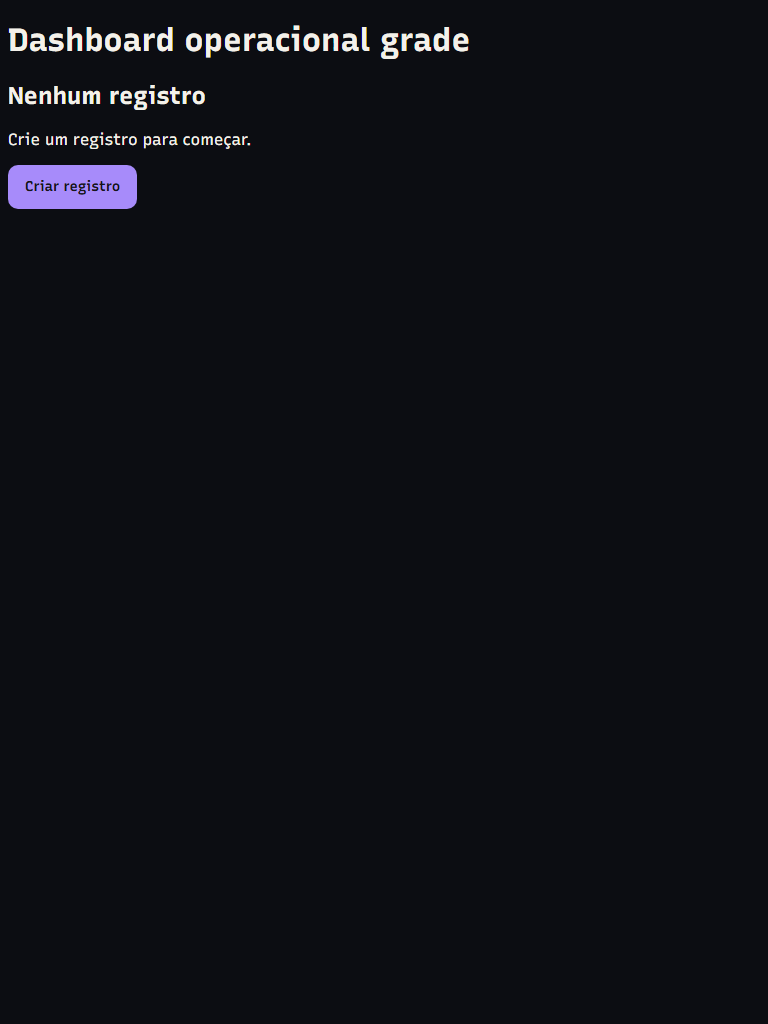 Dashboard operacional grade
Nenhum registro
Crie um registro para começar.
Criar registro